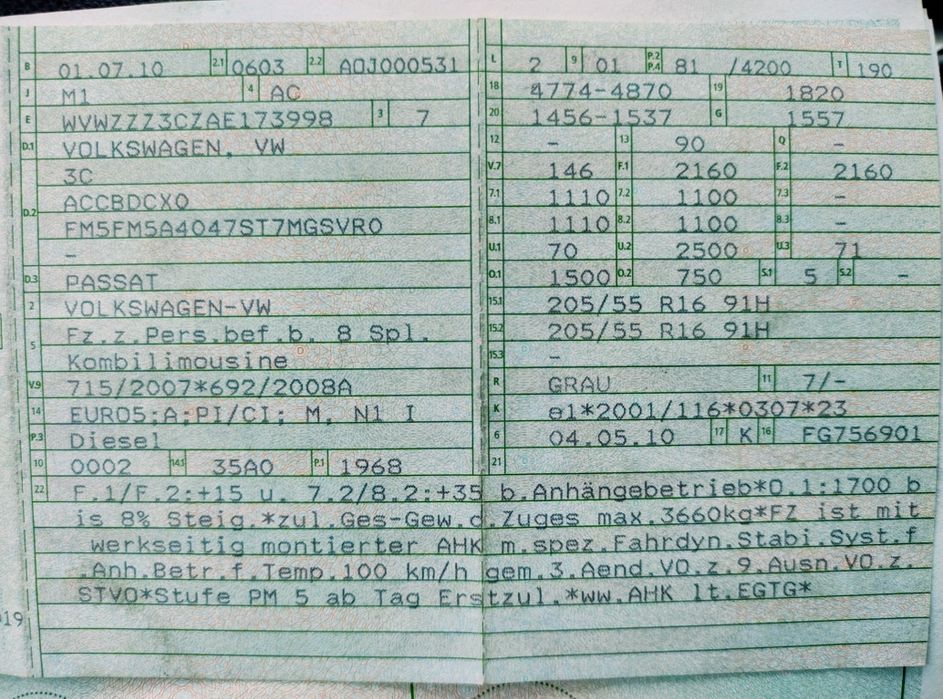 B 01.07.10 2.1 0603 2.2 AOJ000531
J M1 4 AC
E WVWZZZ3CZAE173998 3 7
D.1 VOLKSWAGEN, VW
3C
D.2 ACCBDCX0
FM5FM5A4047ST7MGSVR0
-
D.3 PASSAT
2 VOLKSWAGEN-VW
5 Fz.z.Pers.bef.b. 8 Spl.
Kombilimousine
V.9 715/2007*692/2008A
14 EURO5;A;PI/CI; M, N1 I
P.3 Diesel
10 0002 14.1 35A0 P.1 1968
L 2 9 01 P.2 P.4 81 /4200 T 190
18 4774-4870 19 1820
20 1456-1537 G 1557
12 - 13 90 Q -
V.7 146 F.1 2160 F.2 2160
7.1 1110 7.2 1100 7.3 -
8.1 1110 8.2 1100 8.3 -
U.1 70 U.2 2500 U.3 71
O.1 1500 O.2 750 S.1 5 S.2 -
15.1 205/55 R16 91H
15.2 205/55 R16 91H
15.3 -
R GRAU 11 7/-
K e1*2001/116*0307*23
6 04.05.10 17 K 16 FG756901
21
22 F.1/F.2:+15 u. 7.2/8.2:+35 b.Anhängebetrieb*O.1:1700 b
is 8% Steig.*zul.Ges-Gew.d.Zuges max.3660kg*FZ ist mit
werkseitig montierter AHK m.spez.Fahrdyn.Stabi.Syst.f
.Anh.Betr.f.Temp.100 km/h gem.3.Aend.VO.z.9.Ausn.VO.z.
STVO*Stufe PM 5 ab Tag Erstzul.*ww.AHK lt.EGTG*
019